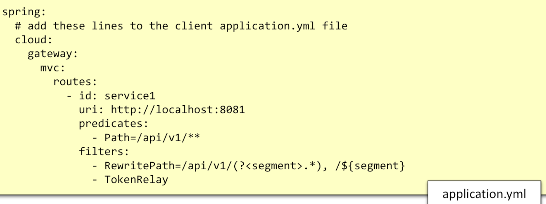 spring:
  # add these lines to the client application.yml file
  cloud:
    gateway:
      mvc:
        routes:
          - id: service1
            uri: http://localhost:8081
            predicates:
              - Path=/api/v1/**
            filters:
              - RewritePath=/api/v1/(?<segment>.*), /${segment}
              - TokenRelay
application.yml